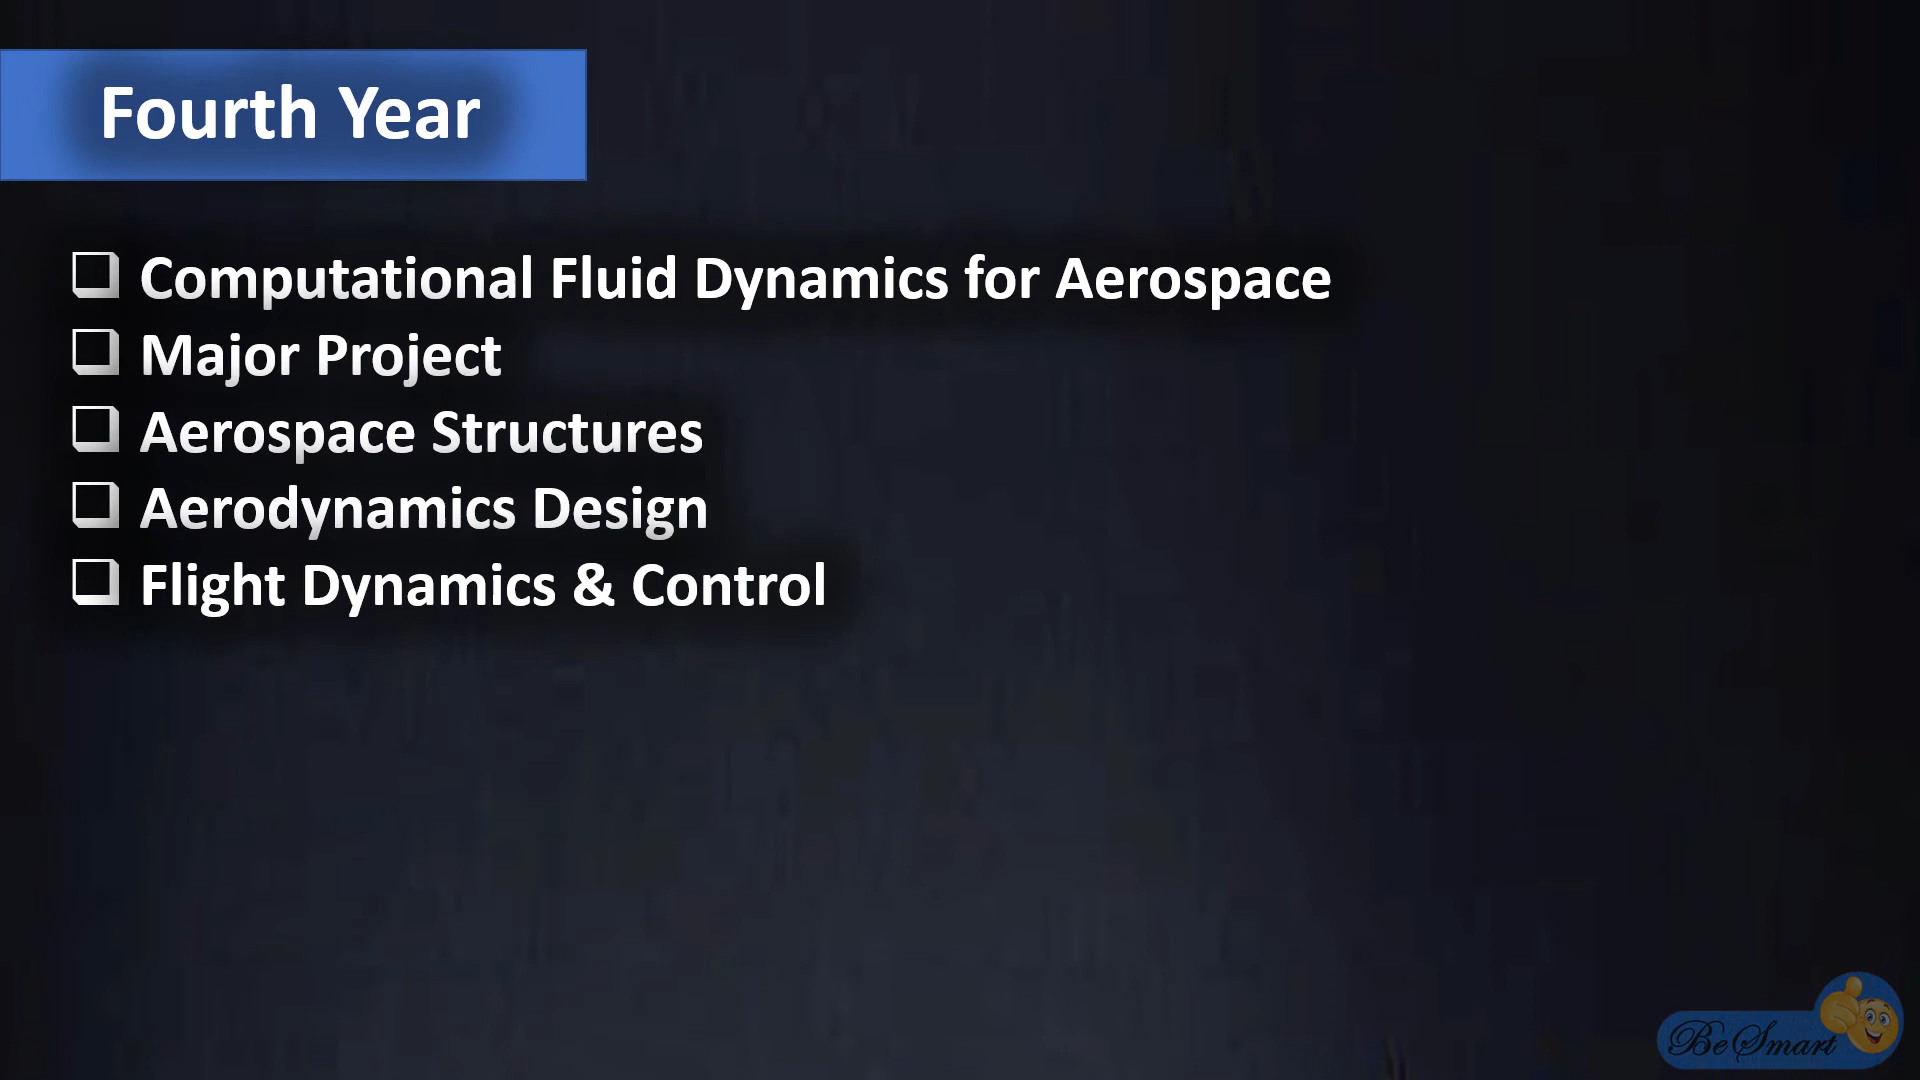 Fourth Year
Computational Fluid Dynamics for Aerospace
Major Project
Aerospace Structures
Aerodynamics Design
Flight Dynamics & Control
Be Smart